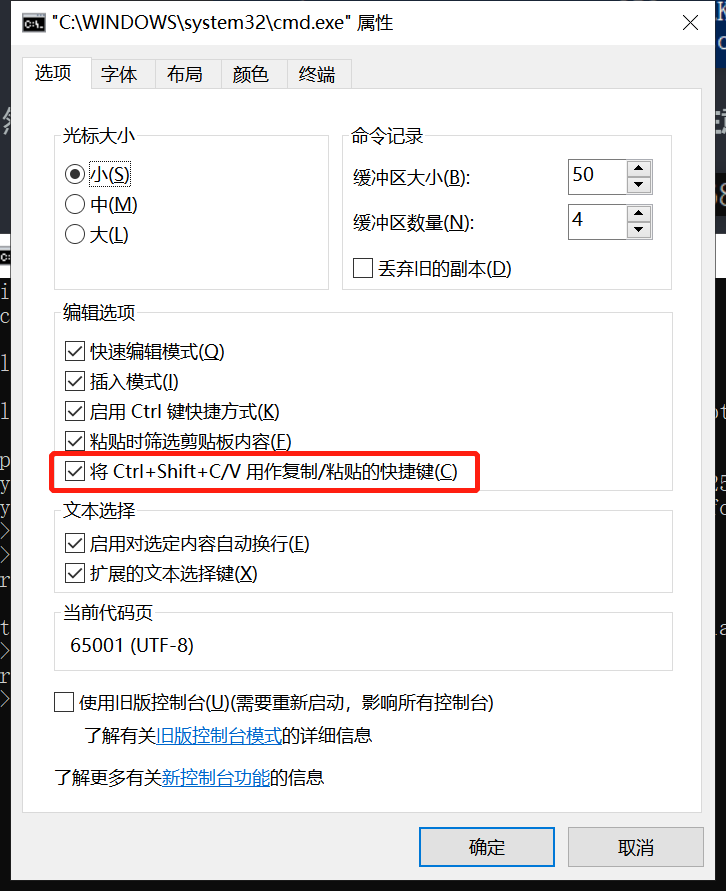 "C:\WINDOWS\system32\cmd.exe" 属性
选项 字体 布局 颜色 终端
光标大小
小(S)
中(M)
大(L)
命令记录
缓冲区大小(B): 50
缓冲区数量(N): 4
丢弃旧的副本(D)
编辑选项
快速编辑模式(Q)
插入模式(I)
启用 Ctrl 键快捷方式(K)
粘贴时筛选剪贴板内容(F)
将 Ctrl+Shift+C/V 用作复制/粘贴的快捷键(C)
文本选择
启用对选定内容自动换行(E)
扩展的文本选择键(X)
当前代码页
65001 (UTF-8)
使用旧版控制台(U)(需要重新启动，影响所有控制台)
了解有关旧版控制台模式的详细信息
了解更多有关新控制台功能的信息
确定 取消